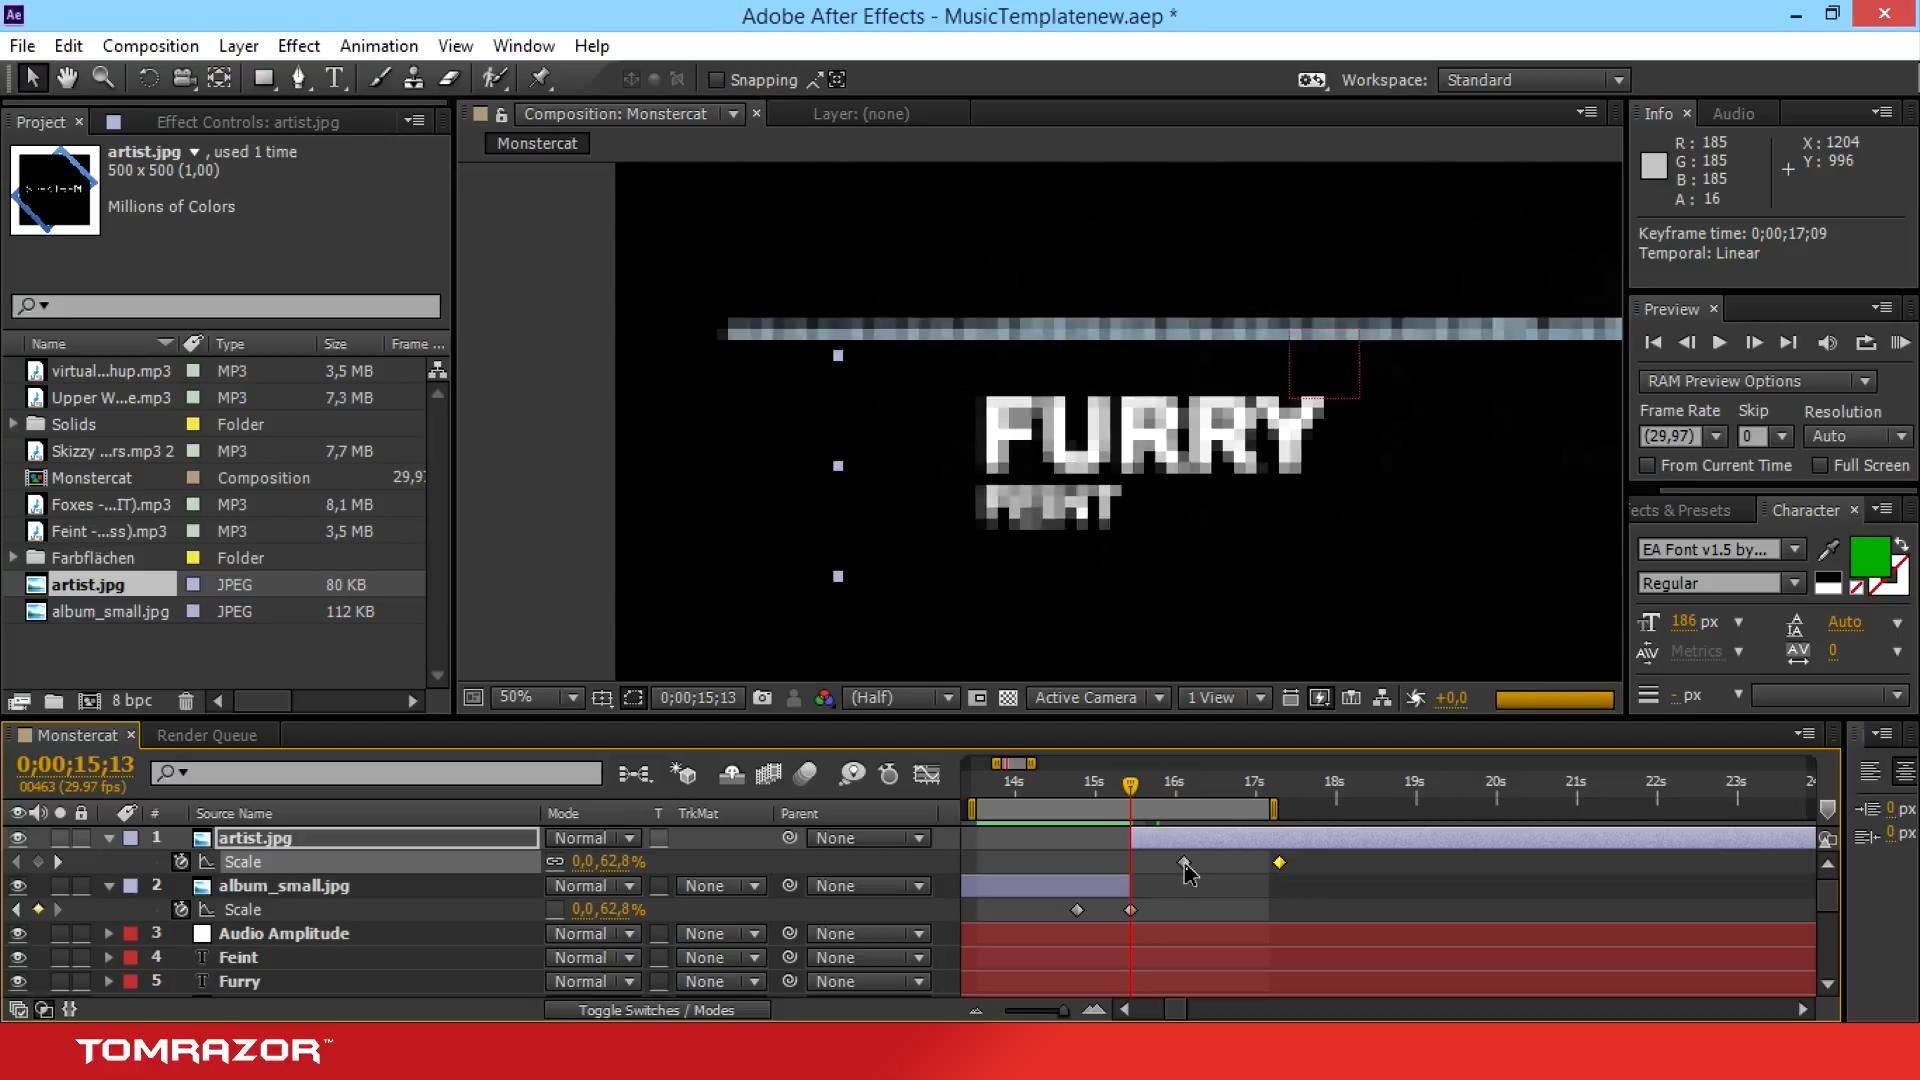 Ae Adobe After Effects - MusicTemplatenew.aep *
File Edit Composition Layer Effect Animation View Window Help
Snapping
Workspace: Standard
Project × Effect Controls: artist.jpg
artist.jpg , used 1 time
500 x 500 (1,00)
Millions of Colors
Name Type Size Frame ...
virtual...hup.mp3 MP3 3,5 MB
Upper W...e.mp3 MP3 7,3 MB
Solids Folder
Skizzy ...rs.mp3 2 MP3 7,7 MB
Monstercat Composition 29,9
Foxes -...IT).mp3 MP3 8,1 MB
Feint -...ss).mp3 MP3 3,5 MB
Farbflächen Folder
artist.jpg JPEG 80 KB
album_small.jpg JPEG 112 KB
8 bpc
Composition: Monstercat × Layer: (none)
Monstercat
FURRY
50% 0;00;15;13 (Half) Active Camera 1 View +0,0
Info × Audio
R: 185
G: 185
B: 185
A: 16
X: 1204
Y: 996
Keyframe time: 0;00;17;09
Temporal: Linear
Preview ×
RAM Preview Options
Frame Rate Skip Resolution
(29,97) 0 Auto
From Current Time Full Screen
ects & Presets Character ×
EA Font v1.5 by...
Regular
186 px Auto
Metrics 0
- px
Monstercat × Render Queue
0;00;15;13
00463 (29.97 fps)
14s 15s 16s 17s 18s 19s 20s 21s 22s 23s
# Source Name Mode T TrkMat Parent
1 artist.jpg Normal None
Scale 0,0,62,8%
2 album_small.jpg Normal None None
Scale 0,0,62,8%
3 Audio Amplitude Normal None None
4 Feint Normal None None
5 Furry Normal None None
Toggle Switches / Modes
0 px
0 px
TOMRAZOR™